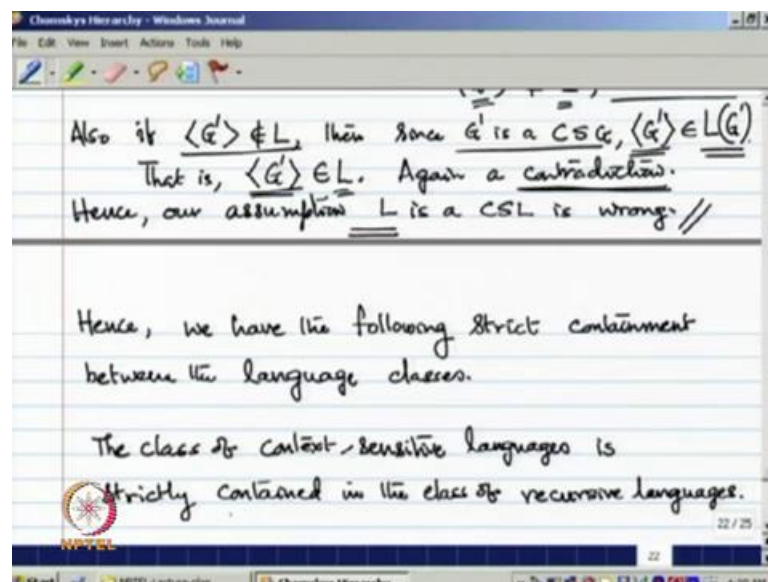 Chomskys Hierarchy - Windows Journal
File Edit View Insert Actions Tools Help
Also if ⟨G'⟩ ∉ L, then since G' is a CSG, ⟨G'⟩ ∈ L(G').
That is, ⟨G'⟩ ∈ L. Again a contradiction.
Hence, our assumption L is a CSL is wrong. //
Hence, we have the following strict containment
between the language classes.
The class of context-sensitive languages is
strictly contained in the class of recursive languages.
22 / 25
NPTEL
22
Chomskys Hierarchy